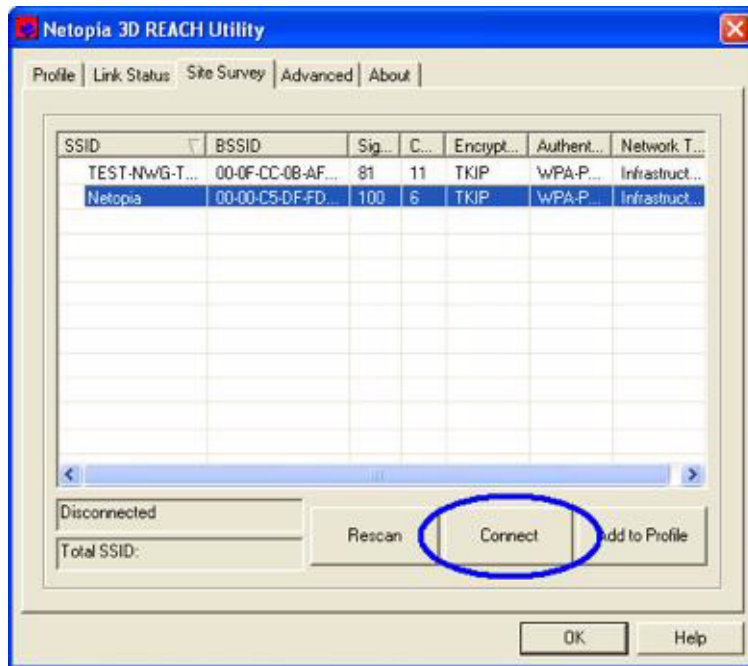 Netopia 3D REACH Utility
Profile Link Status Site Survey Advanced About
SSID BSSID Sig... C... Encrypt... Authent... Network T...
TEST-NWG-T... 00-0F-CC-0B-AF... 81 11 TKIP WPA-P... Infrastruct...
Netopia 00-00-C5-DF-FD... 100 6 TKIP WPA-P... Infrastruct...
Disconnected
Rescan Connect Add to Profile
Total SSID:
OK Help